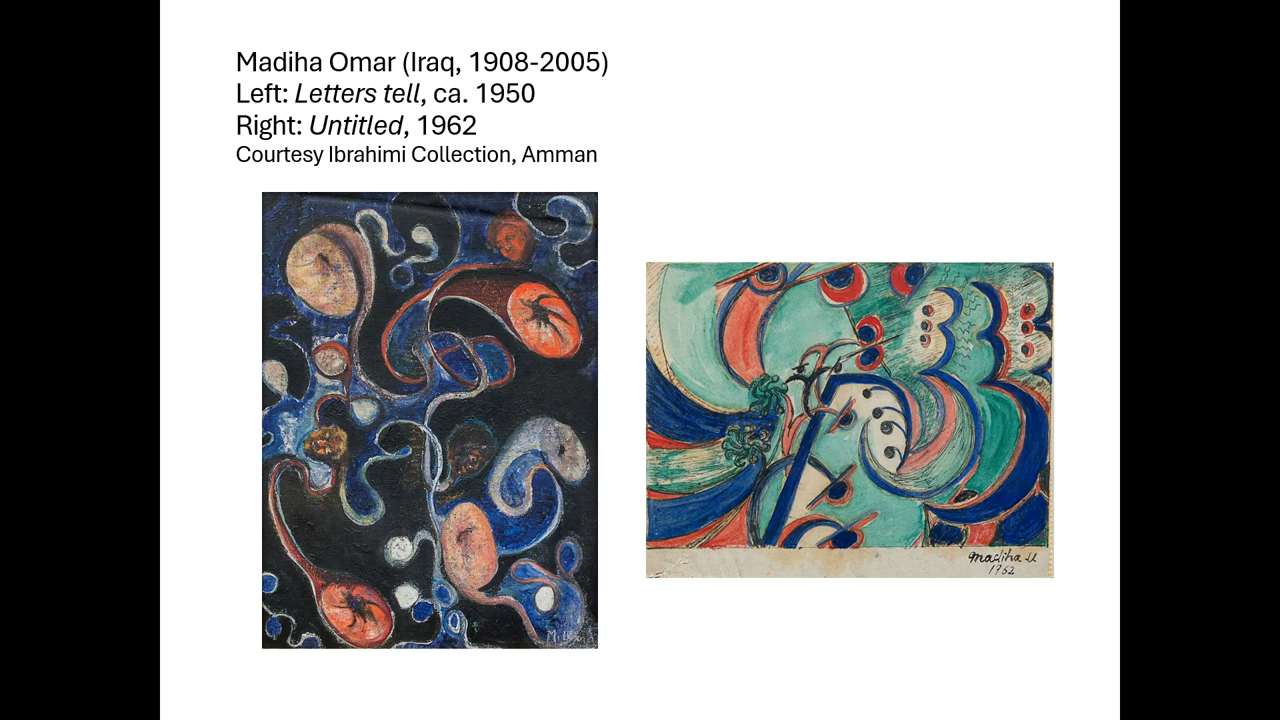 Madiha Omar (Iraq, 1908-2005)
Left: Letters tell, ca. 1950
Right: Untitled, 1962
Courtesy Ibrahimi Collection, Amman
madiha U
1962